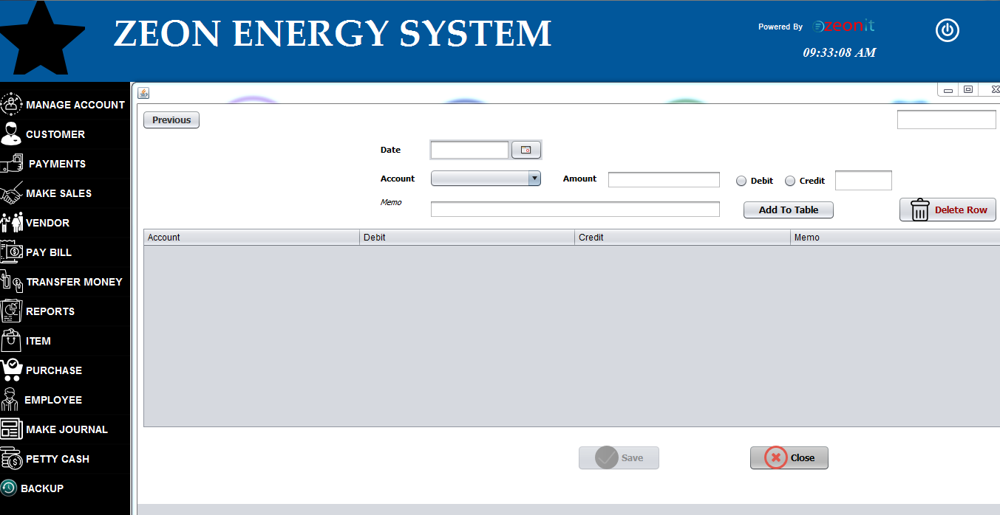 ZEON ENERGY SYSTEM
Powered By zeonit
09:33:08 AM
MANAGE ACCOUNT
CUSTOMER
PAYMENTS
MAKE SALES
VENDOR
PAY BILL
TRANSFER MONEY
REPORTS
ITEM
PURCHASE
EMPLOYEE
MAKE JOURNAL
PETTY CASH
BACKUP
Previous
Date
Account Amount Debit Credit
Memo Add To Table Delete Row
Account Debit Credit Memo
Save Close